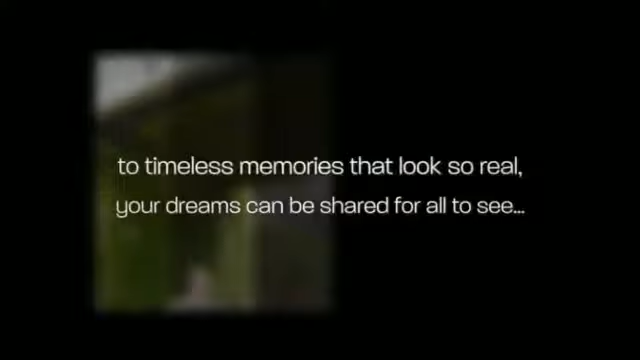 to timeless memories that look so real,
your dreams can be shared for all to see...